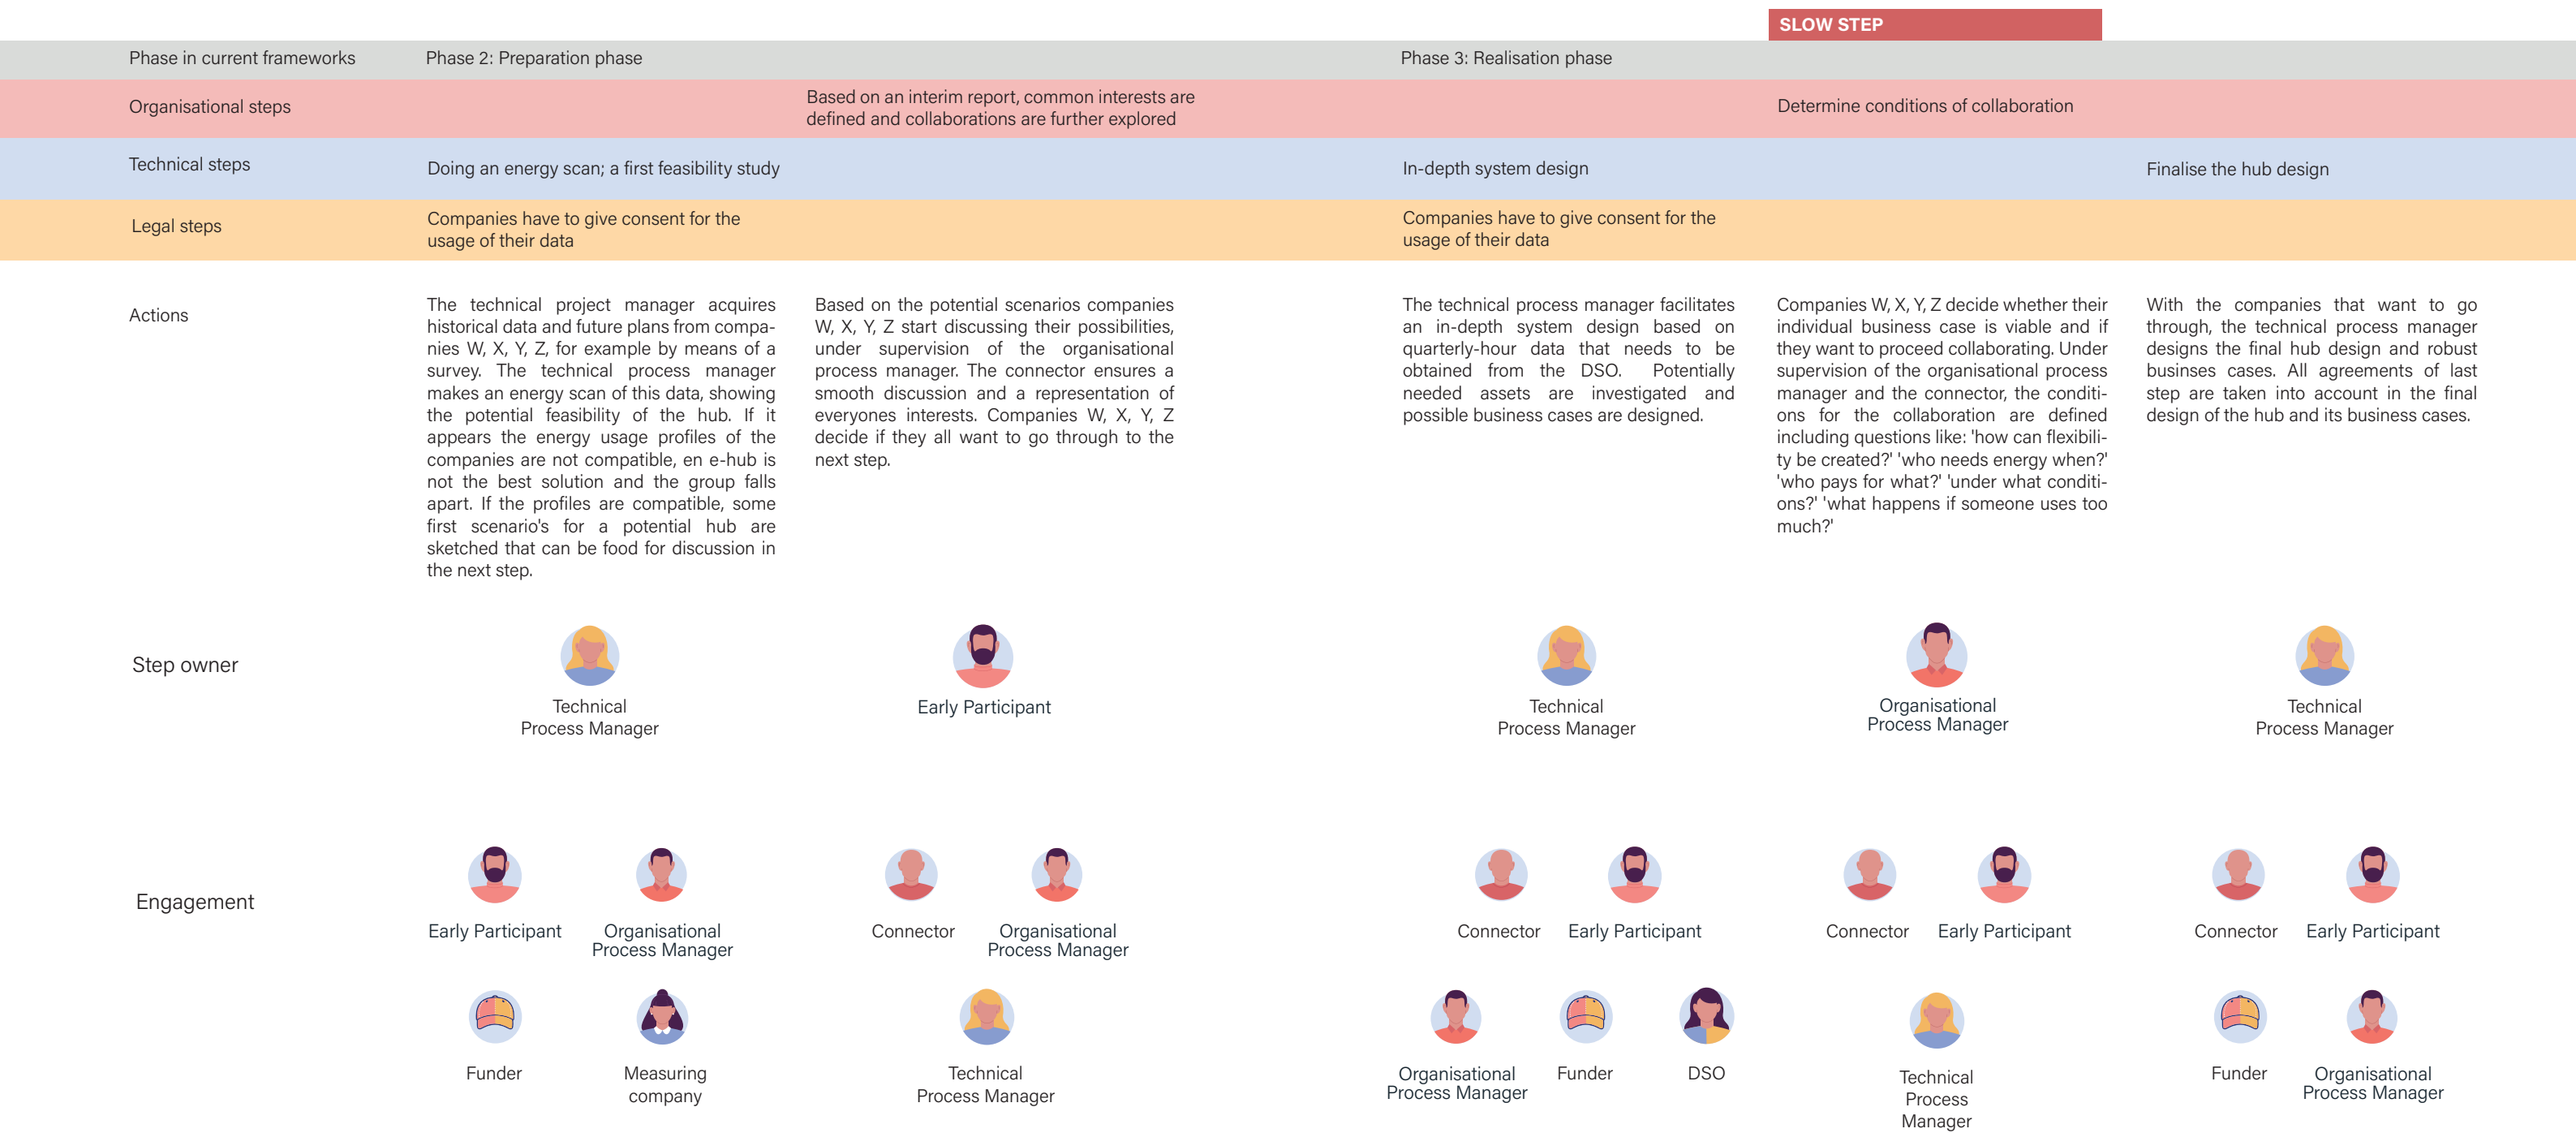 SLOW STEP
Phase in current frameworks
Phase 2: Preparation phase
Phase 3: Realisation phase
Organisational steps
Based on an interim report, common interests are
defined and collaborations are further explored
Determine conditions of collaboration
Technical steps
Doing an energy scan; a first feasibility study
In-depth system design
Finalise the hub design
Legal steps
Companies have to give consent for the
usage of their data
Companies have to give consent for the
usage of their data
Actions
The technical project manager acquires
historical data and future plans from compa-
nies W, X, Y, Z, for example by means of a
survey. The technical process manager
makes an energy scan of this data, showing
the potential feasibility of the hub. If it
appears the energy usage profiles of the
companies are not compatible, en e-hub is
not the best solution and the group falls
apart. If the profiles are compatible, some
first scenario's for a potential hub are
sketched that can be food for discussion in
the next step.
Based on the potential scenarios companies
W, X, Y, Z start discussing their possibilities,
under supervision of the organisational
process manager. The connector ensures a
smooth discussion and a representation of
everyones interests. Companies W, X, Y, Z
decide if they all want to go through to the
next step.
The technical process manager facilitates
an in-depth system design based on
quarterly-hour data that needs to be
obtained from the DSO. Potentially
needed assets are investigated and
possible business cases are designed.
Companies W, X, Y, Z decide whether their
individual business case is viable and if
they want to proceed collaborating. Under
supervision of the organisational process
manager and the connector, the conditi-
ons for the collaboration are defined
including questions like: 'how can flexibili-
ty be created?' 'who needs energy when?'
'who pays for what?' 'under what conditi-
ons?' 'what happens if someone uses too
much?'
With the companies that want to go
through, the technical process manager
designs the final hub design and robust
businses cases. All agreements of last
step are taken into account in the final
design of the hub and its business cases.
Step owner
Technical
Process Manager
Early Participant
Technical
Process Manager
Organisational
Process Manager
Technical
Process Manager
Engagement
Early Participant
Organisational
Process Manager
Connector
Organisational
Process Manager
Connector
Early Participant
Connector
Early Participant
Connector
Early Participant
Funder
Measuring
company
Technical
Process Manager
Organisational
Process Manager
Funder
DSO
Technical
Process
Manager
Funder
Organisational
Process Manager